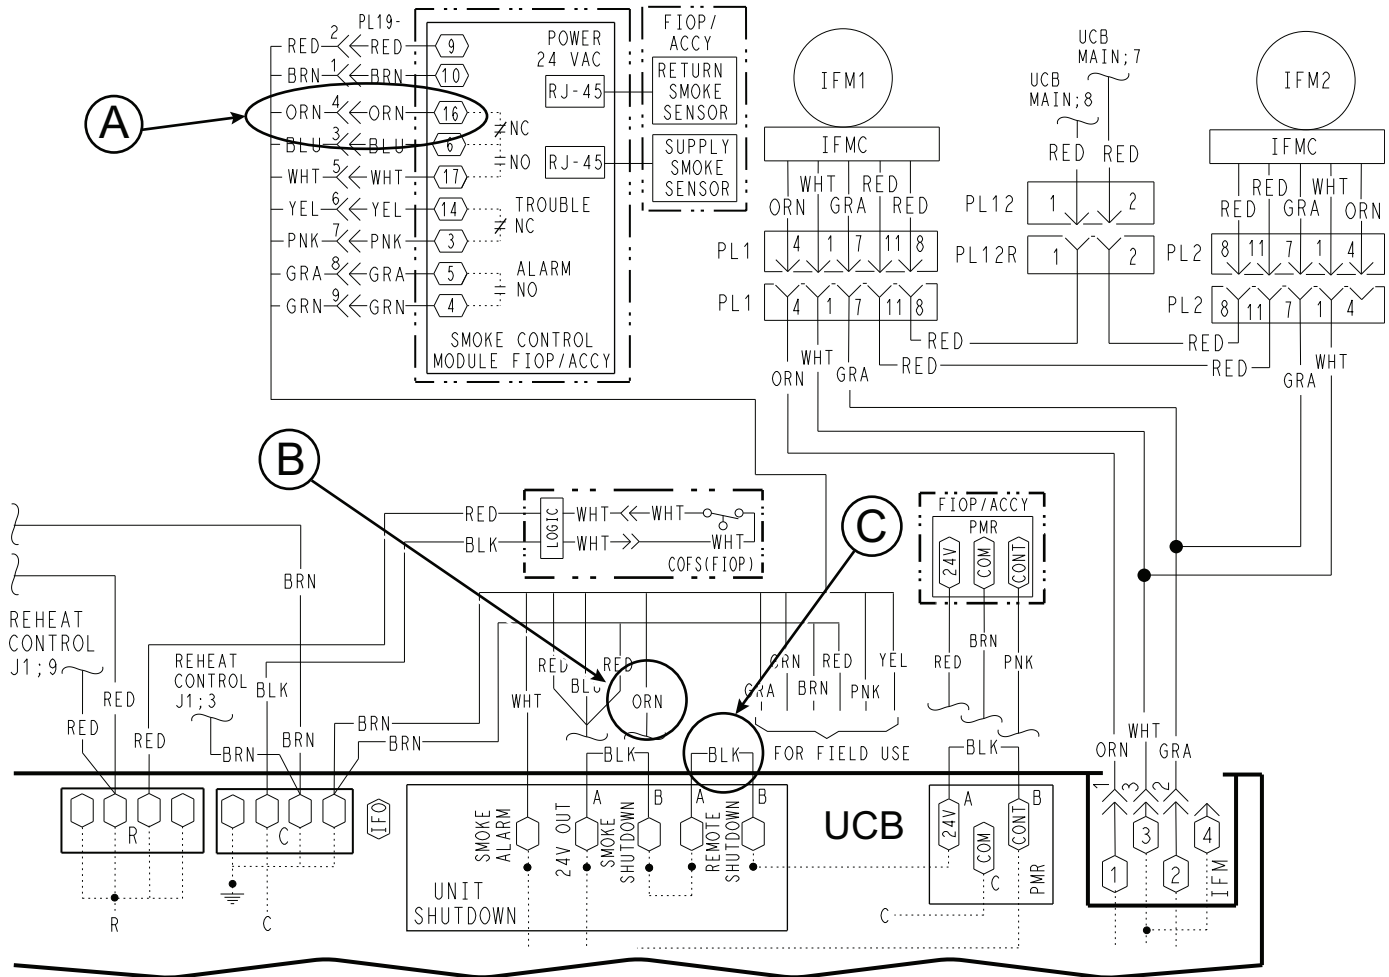 PL19-
RED 2 RED 9
BRN 1 BRN 10
ORN 4 ORN 16
BLU 3 BLU 6
WHT 5 WHT 17
YEL 6 YEL 14
PNK 7 PNK 3
GRA 8 GRA 5
GRN 9 GRN 4
POWER
24 VAC
RJ-45
NC
NO
RJ-45
TROUBLE
NC
ALARM
NO
SMOKE CONTROL
MODULE FIOP/ACCY
FIOP/
ACCY
RETURN
SMOKE
SENSOR
SUPPLY
SMOKE
SENSOR
A
IFM1
IFMC
WHT RED
ORN GRA RED
PL1 4 1 7 11 8
PL1 4 1 7 11 8
WHT
ORN GRA
UCB
MAIN;7
UCB
MAIN;8
RED RED
PL12 1 2
PL12R 1 2
RED RED
RED RED
IFM2
IFMC
RED WHT
RED GRA ORN
PL2 8 11 7 1 4
PL2 8 11 7 1 4
WHT
GRA
B
C
RED
BLK
LOGIC
WHT WHT
WHT WHT
COFS(FIOP)
FIOP/ACCY
PMR
24V COM CONT
RED BRN PNK
BLK
BRN
REHEAT
CONTROL
J1;9
REHEAT
CONTROL
J1;3
BLK
RED
RED RED
BRN BRN
BRN
BRN
WHT
RED BLU RED
ORN
BLK
BLK
GRN RED YEL
GRA BRN PNK
FOR FIELD USE
WHT
ORN GRA
R
R
C
C
IFO
SMOKE
ALARM
24V OUT
A
SMOKE
SHUTDOWN
B
A
REMOTE
SHUTDOWN
B
UNIT
SHUTDOWN
UCB
A B
24V COM CONT
C
PMR
C
1 3 2
3 4
1 2
IFM